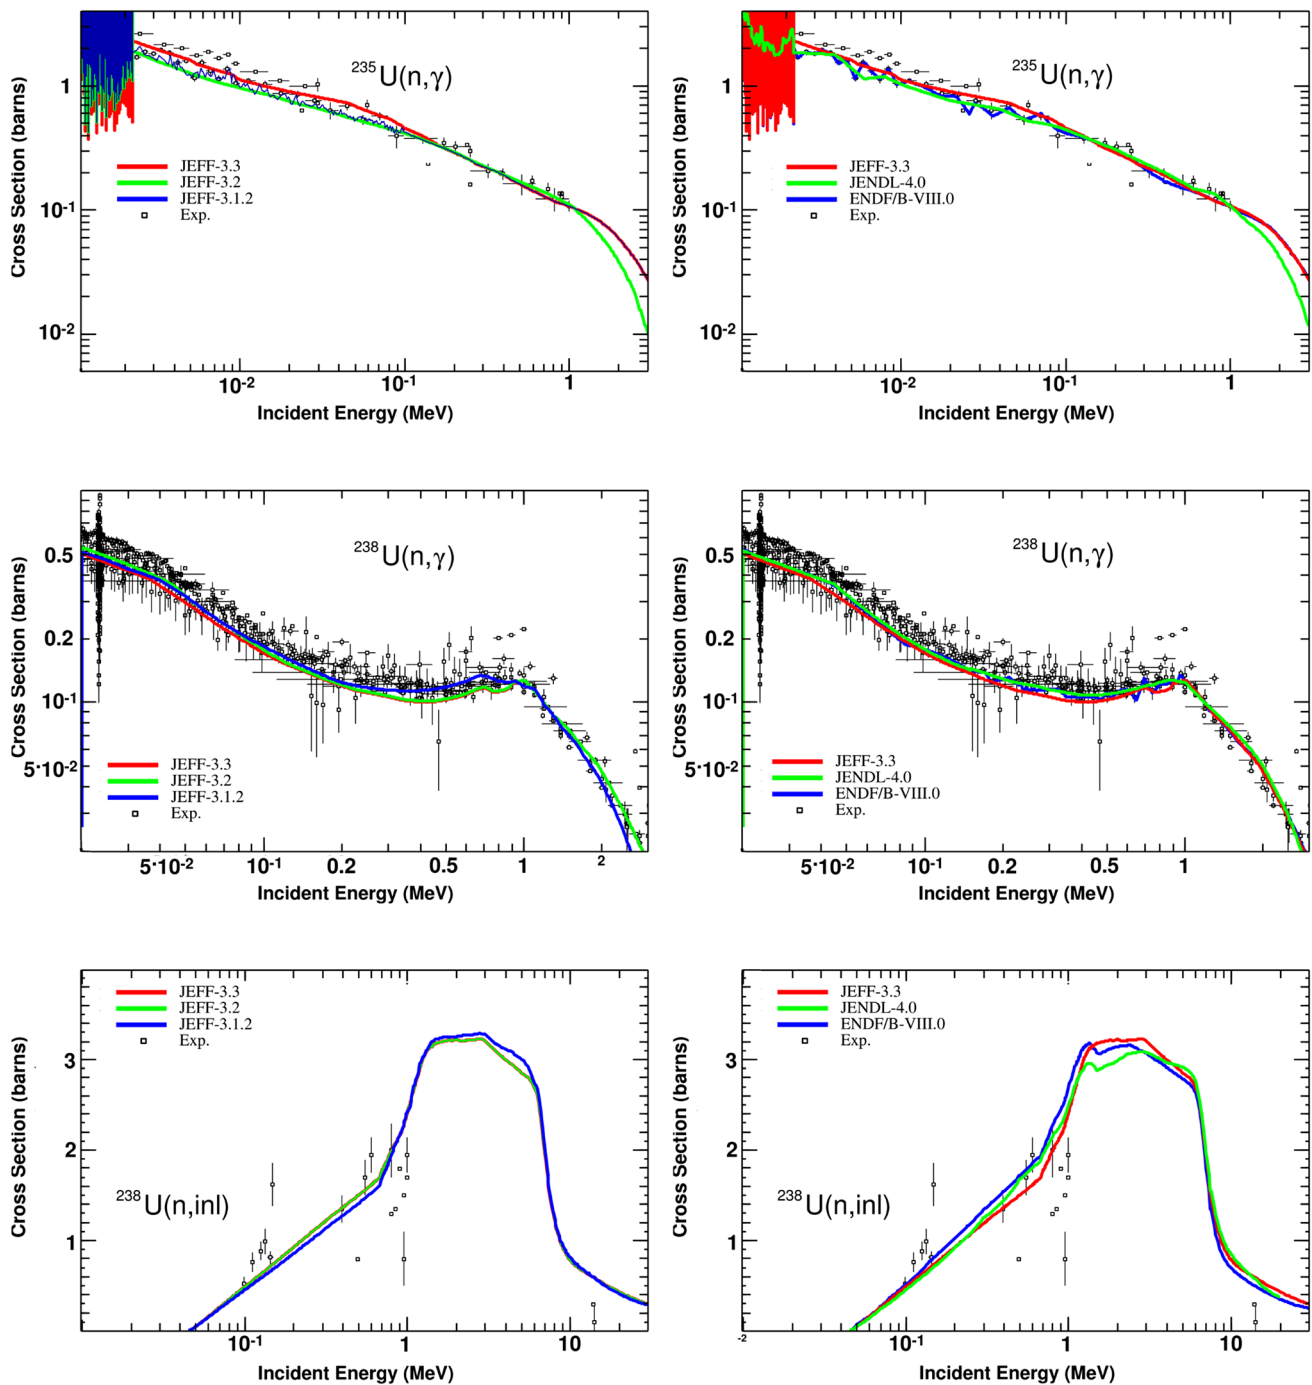 ²³⁵U(n,γ)
Cross Section (barns)
1
10⁻¹
10⁻²
JEFF-3.3
JEFF-3.2
JEFF-3.1.2
Exp.
10⁻² 10⁻¹ 1
Incident Energy (MeV)
²³⁵U(n,γ)
Cross Section (barns)
1
10⁻¹
10⁻²
JEFF-3.3
JENDL-4.0
ENDF/B-VIII.0
Exp.
10⁻² 10⁻¹ 1
Incident Energy (MeV)
²³⁸U(n,γ)
Cross Section (barns)
0.5
0.2
10⁻¹
5·10⁻²
JEFF-3.3
JEFF-3.2
JEFF-3.1.2
Exp.
5·10⁻² 10⁻¹ 0.2 0.5 1 2
Incident Energy (MeV)
²³⁸U(n,γ)
Cross Section (barns)
0.5
0.2
10⁻¹
5·10⁻²
JEFF-3.3
JENDL-4.0
ENDF/B-VIII.0
Exp.
5·10⁻² 10⁻¹ 0.2 0.5 1
Incident Energy (MeV)
JEFF-3.3
JEFF-3.2
JEFF-3.1.2
Exp.
Cross Section (barns)
3
2
1
²³⁸U(n,inl)
10⁻¹ 1 10
Incident Energy (MeV)
JEFF-3.3
JENDL-4.0
ENDF/B-VIII.0
Exp.
Cross Section (barns)
3
2
1
²³⁸U(n,inl)
-2 10⁻¹ 1 10
Incident Energy (MeV)